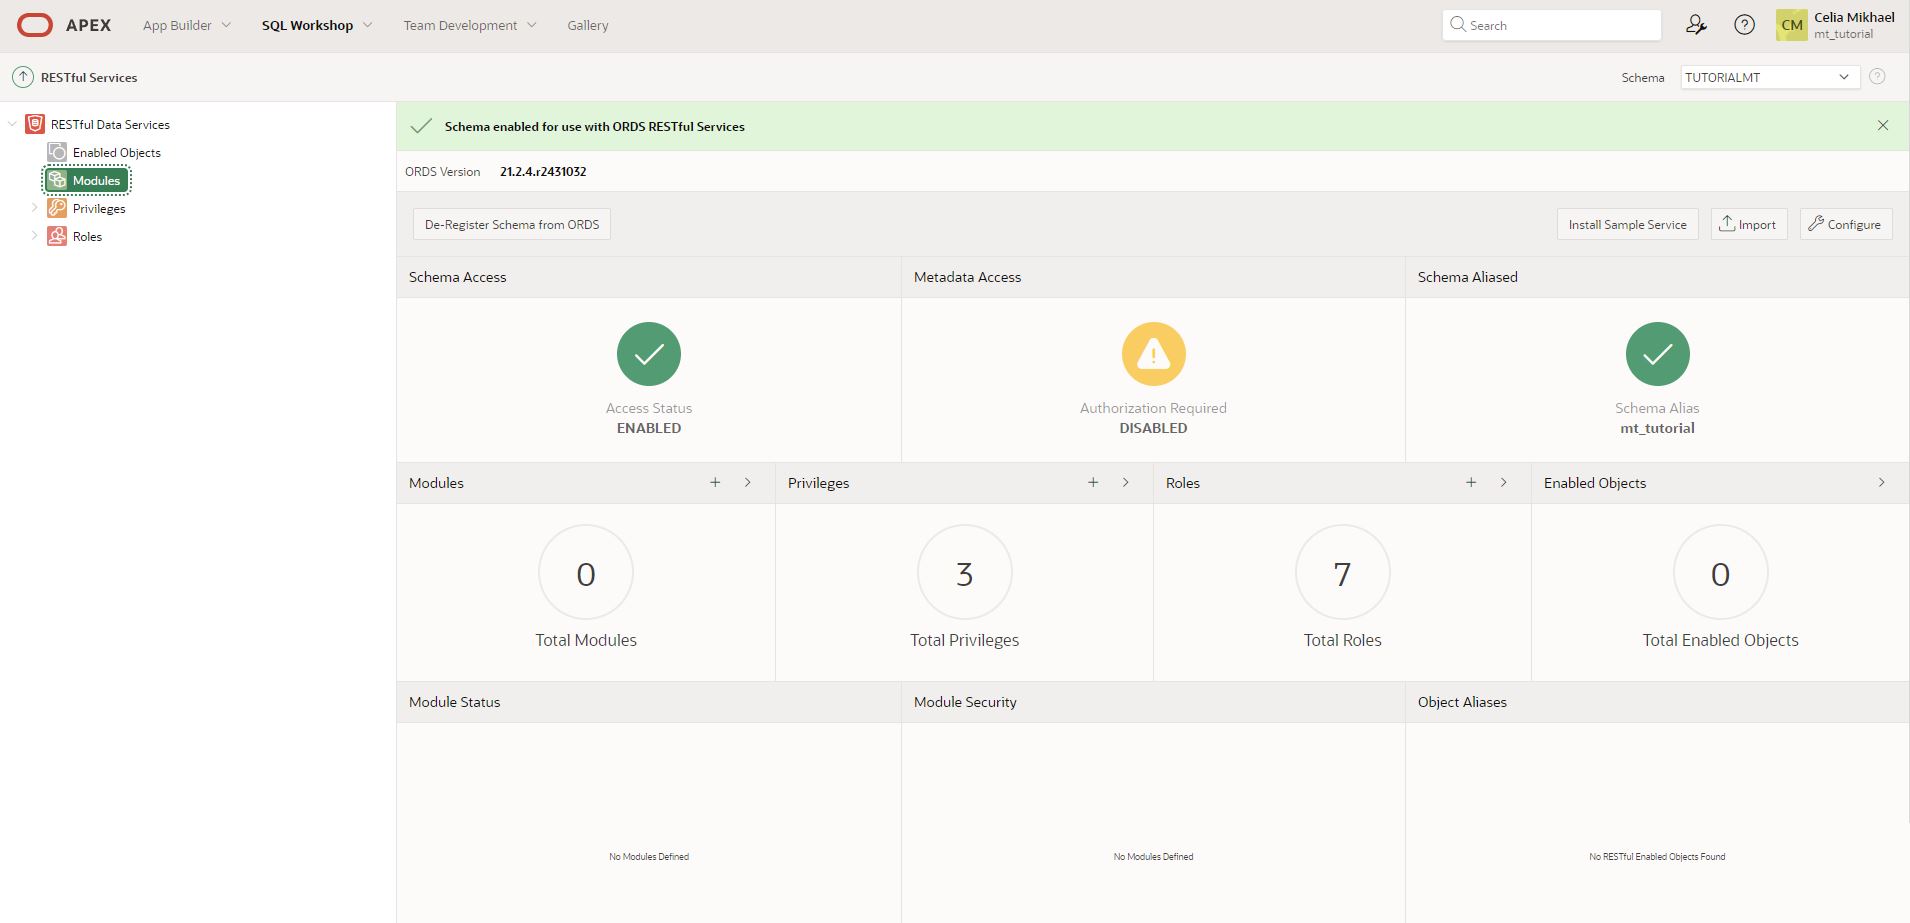 APEX App Builder SQL Workshop Team Development Gallery Search CM Celia Mikhael
mt_tutorial
RESTful Services Schema TUTORIALMT
RESTful Data Services
Enabled Objects
Modules
Privileges
Roles
Schema enabled for use with ORDS RESTful Services
ORDS Version 21.2.4.r2431032
De-Register Schema from ORDS Install Sample Service Import Configure
Schema Access Metadata Access Schema Aliased
Access Status Authorization Required Schema Alias
ENABLED DISABLED mt_tutorial
Modules Privileges Roles Enabled Objects
0 3 7 0
Total Modules Total Privileges Total Roles Total Enabled Objects
Module Status Module Security Object Aliases
No Modules Defined No Modules Defined No RESTful Enabled Objects Found